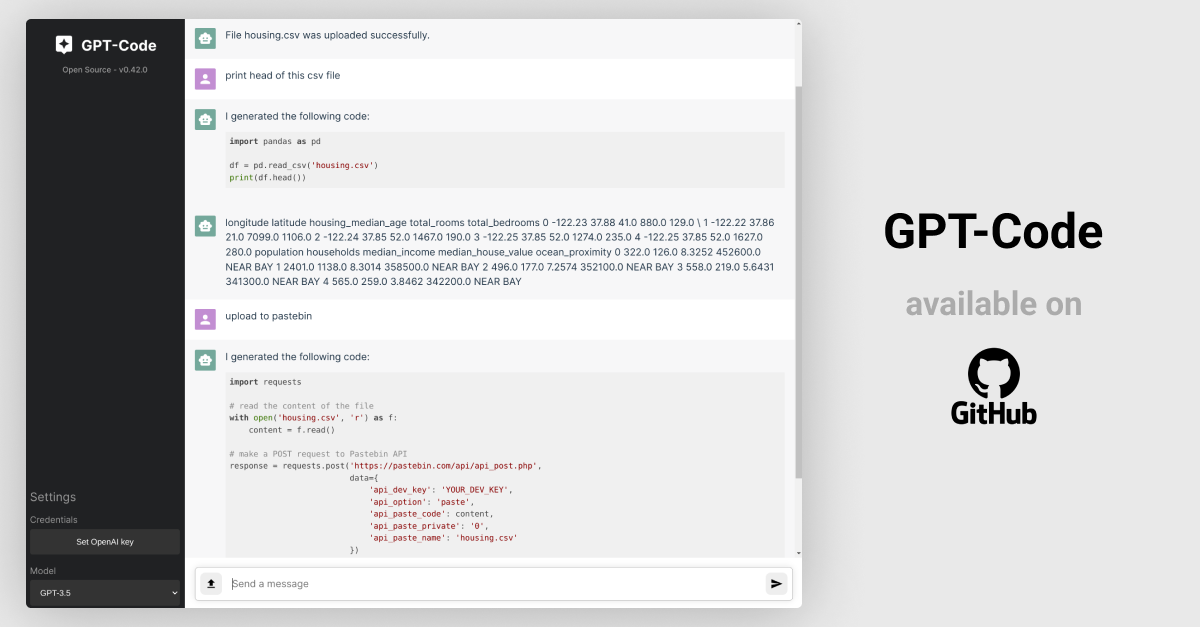 GPT-Code
Open Source - v0.42.0
File housing.csv was uploaded successfully.
print head of this csv file
I generated the following code:
import pandas as pd
df = pd.read_csv('housing.csv')
print(df.head())
longitude latitude housing_median_age total_rooms total_bedrooms 0 -122.23 37.88 41.0 880.0 129.0 \ 1 -122.22 37.86
21.0 7099.0 1106.0 2 -122.24 37.85 52.0 1467.0 190.0 3 -122.25 37.85 52.0 1274.0 235.0 4 -122.25 37.85 52.0 1627.0
280.0 population households median_income median_house_value ocean_proximity 0 322.0 126.0 8.3252 452600.0
NEAR BAY 1 2401.0 1138.0 8.3014 358500.0 NEAR BAY 2 496.0 177.0 7.2574 352100.0 NEAR BAY 3 558.0 219.0 5.6431
341300.0 NEAR BAY 4 565.0 259.0 3.8462 342200.0 NEAR BAY
upload to pastebin
I generated the following code:
import requests
# read the content of the file
with open('housing.csv', 'r') as f:
    content = f.read()
# make a POST request to Pastebin API
response = requests.post('https://pastebin.com/api/api_post.php',
                         data={
                             'api_dev_key': 'YOUR_DEV_KEY',
                             'api_option': 'paste',
                             'api_paste_code': content,
                             'api_paste_private': '0',
                             'api_paste_name': 'housing.csv'
                         })
Settings
Credentials
Set OpenAI key
Model
GPT-3.5
Send a message
GPT-Code
available on
GitHub